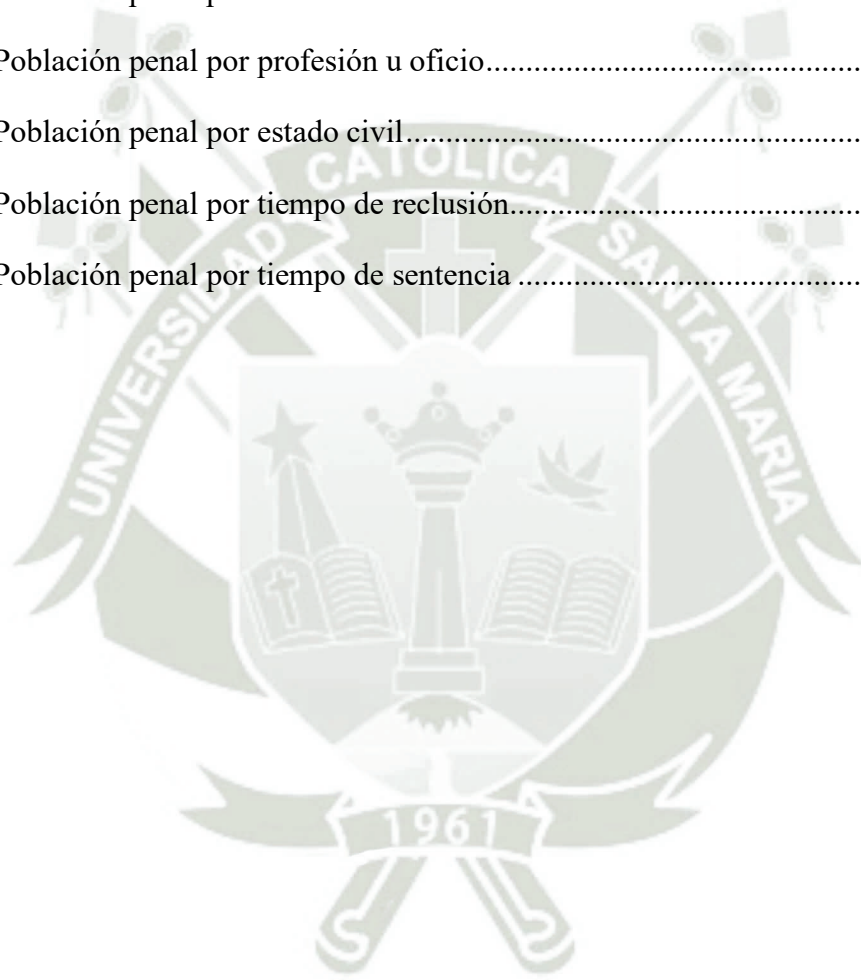 Población penal por profesión u oficio
Población penal por estado civil
Población penal por tiempo de reclusión
Población penal por tiempo de sentencia
UNIVERSIDAD CATOLICA SANTA MARIA
1961